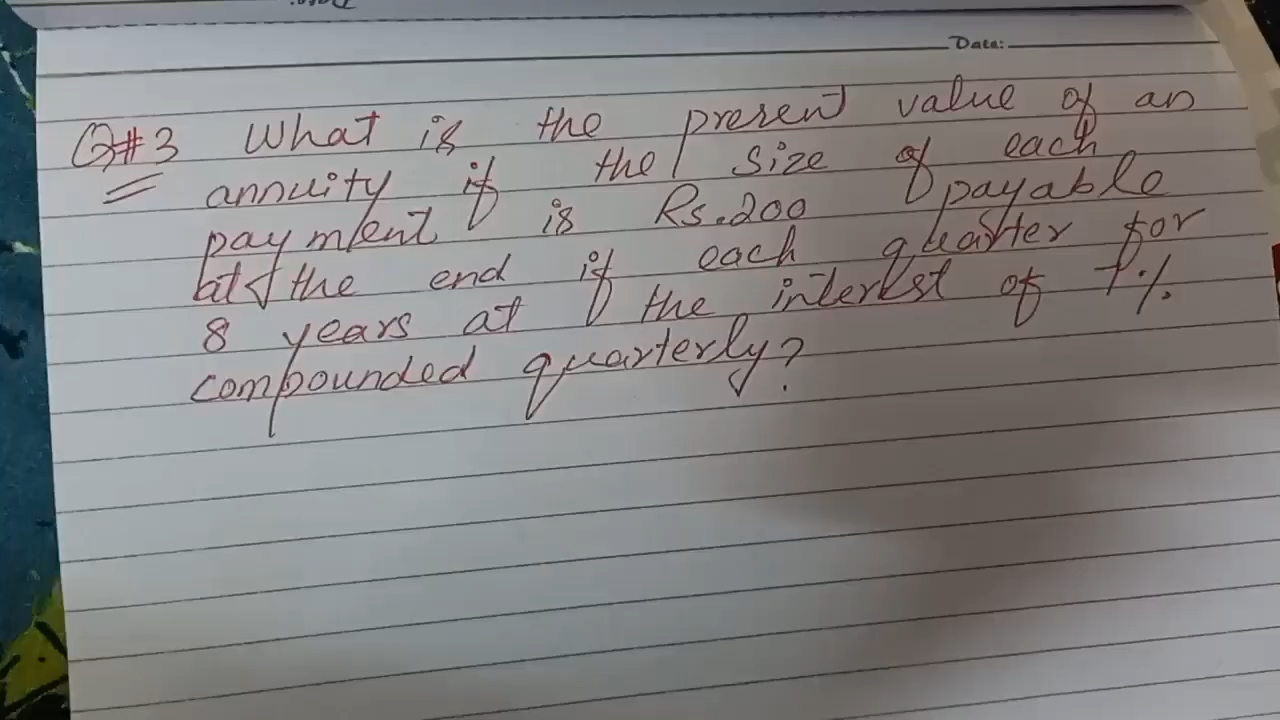 Date:
Q#3 What is the present value of an
annuity if the size of each
payment is Rs.200 payable
at the end if each quarter for
8 years at the interest of 7%
compounded quarterly?